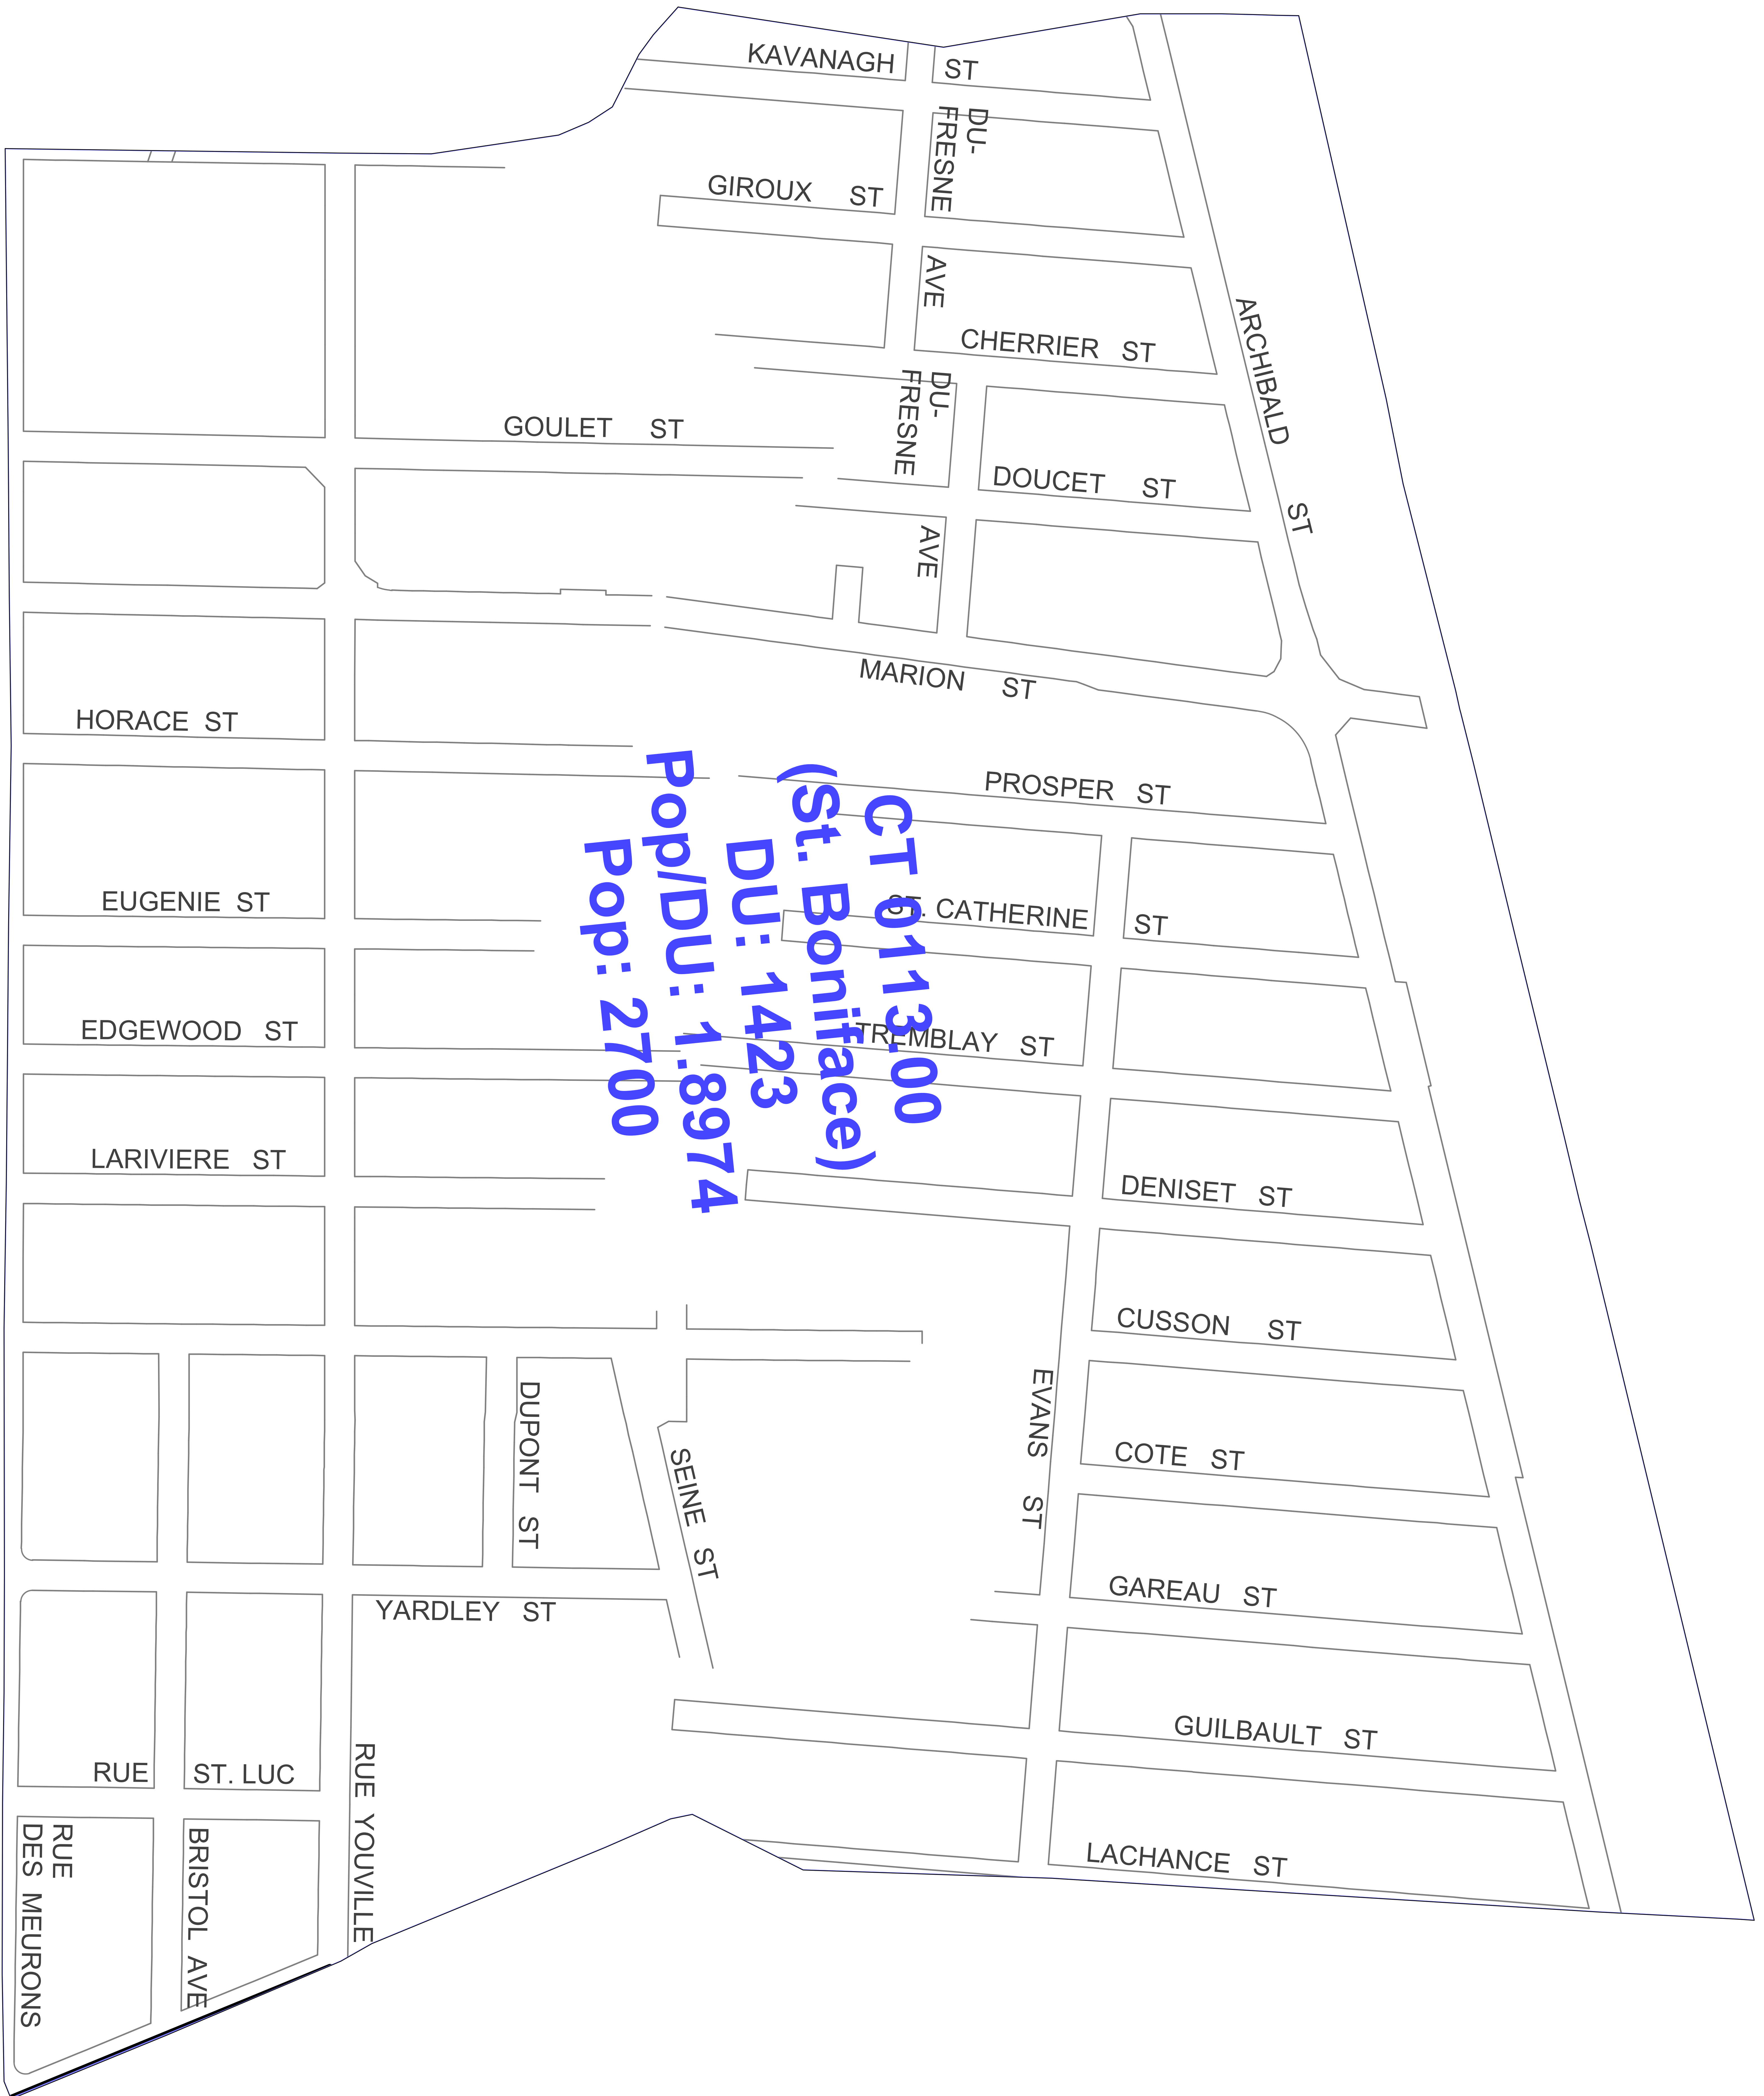 KAVANAGH ST
DU-
FRESNE
AVE
GIROUX ST
ARCHIBALD ST
CHERRIER ST
DU-
FRESNE
AVE
GOULET ST
DOUCET ST
MARION ST
HORACE ST
PROSPER ST
CT 0113.00
(St. Boniface)
DU: 1423
Pop/DU: 1.8974
Pop: 2700
EUGENIE ST
ST. CATHERINE ST
EDGEWOOD ST
TREMBLAY ST
LARIVIERE ST
DENISET ST
CUSSON ST
EVANS ST
DUPONT ST
SEINE ST
COTE ST
GAREAU ST
YARDLEY ST
GUILBAULT ST
RUE ST. LUC
RUE YOUVILLE
RUE
DES MEURONS
BRISTOL AVE
LACHANCE ST